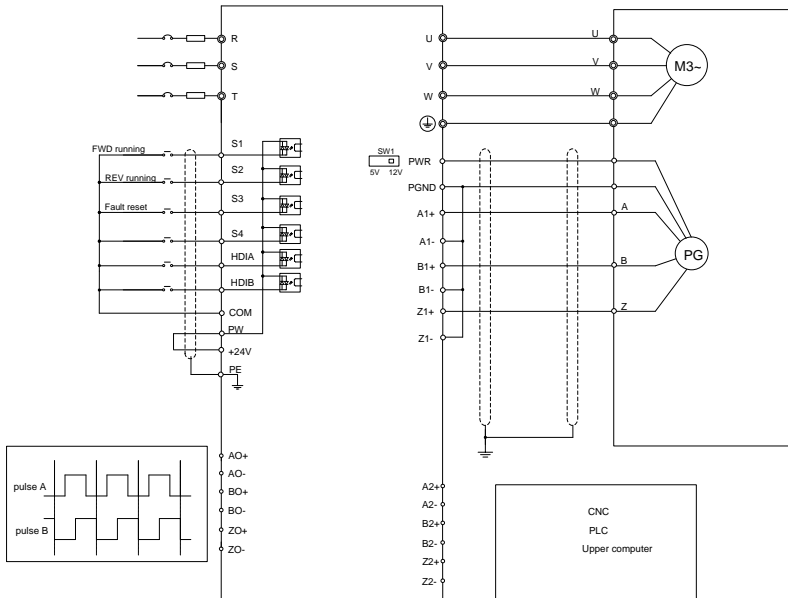 R
S
T
U
V
W
U
V
W
M3~
FWD running
REV running
Fault reset
S1
S2
S3
S4
HDIA
HDIB
COM
PW
+24V
PE
SW1
5V 12V
PWR
PGND
A1+
A1-
B1+
B1-
Z1+
Z1-
A
B
Z
PG
pulse A
pulse B
AO+
AO-
BO+
BO-
ZO+
ZO-
A2+
A2-
B2+
B2-
Z2+
Z2-
CNC
PLC
Upper computer